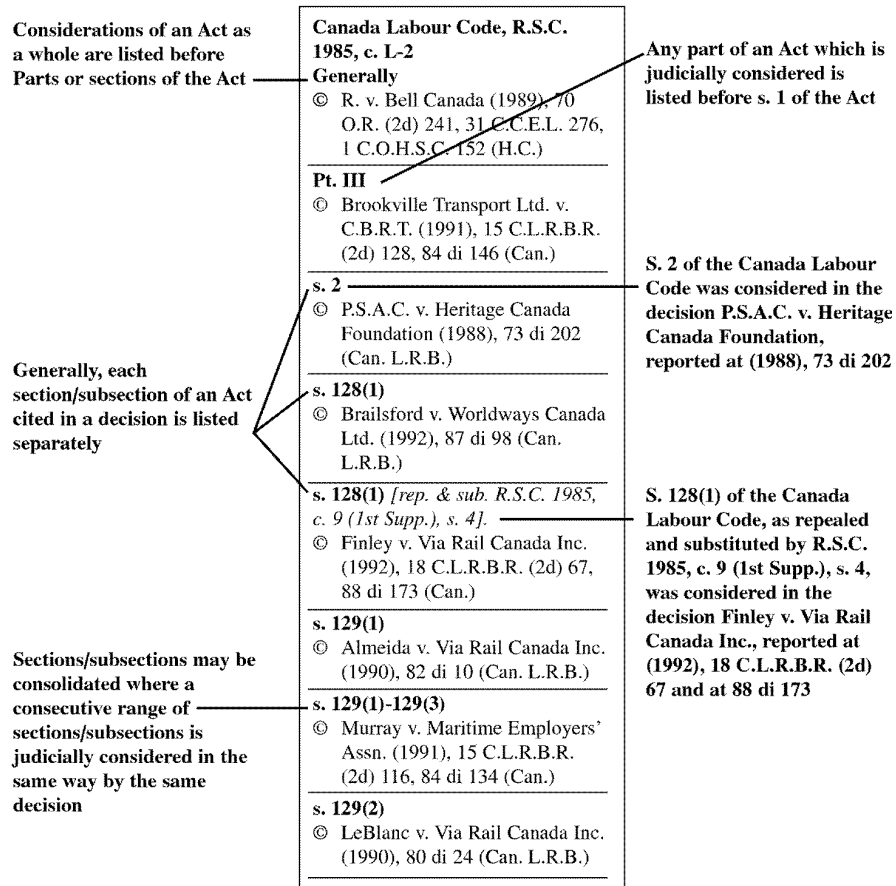 Considerations of an Act as
a whole are listed before
Parts or sections of the Act
Generally, each
section/subsection of an Act
cited in a decision is listed
separately
Sections/subsections may be
consolidated where a
consecutive range of
sections/subsections is
judicially considered in the
same way by the same
decision
Canada Labour Code, R.S.C.
1985, c. L-2
Generally
© R. v. Bell Canada (1989), 70
O.R. (2d) 241, 31 C.C.E.L. 276,
1 C.O.H.S.C. 152 (H.C.)
Pt. III
© Brookville Transport Ltd. v.
C.B.R.T. (1991), 15 C.L.R.B.R.
(2d) 128, 84 di 146 (Can.)
s. 2
© P.S.A.C. v. Heritage Canada
Foundation (1988), 73 di 202
(Can. L.R.B.)
s. 128(1)
© Brailsford v. Worldways Canada
Ltd. (1992), 87 di 98 (Can.
L.R.B.)
s. 128(1) [rep. & sub. R.S.C. 1985,
c. 9 (1st Supp.), s. 4].
© Finley v. Via Rail Canada Inc.
(1992), 18 C.L.R.B.R. (2d) 67,
88 di 173 (Can.)
s. 129(1)
© Almeida v. Via Rail Canada Inc.
(1990), 82 di 10 (Can. L.R.B.)
s. 129(1)-129(3)
© Murray v. Maritime Employers'
Assn. (1991), 15 C.L.R.B.R.
(2d) 116, 84 di 134 (Can.)
s. 129(2)
© LeBlanc v. Via Rail Canada Inc.
(1990), 80 di 24 (Can. L.R.B.)
Any part of an Act which is
judicially considered is
listed before s. 1 of the Act
S. 2 of the Canada Labour
Code was considered in the
decision P.S.A.C. v. Heritage
Canada Foundation,
reported at (1988), 73 di 202
S. 128(1) of the Canada
Labour Code, as repealed
and substituted by R.S.C.
1985, c. 9 (1st Supp.), s. 4,
was considered in the
decision Finley v. Via Rail
Canada Inc., reported at
(1992), 18 C.L.R.B.R. (2d)
67 and at 88 di 173